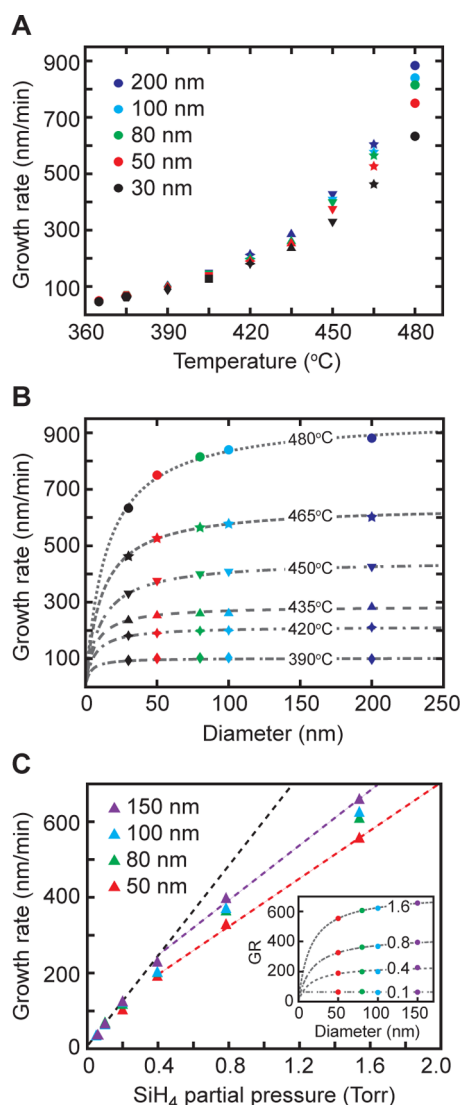 A
Growth rate (nm/min)
900
700
500
300
100
200 nm
100 nm
80 nm
50 nm
30 nm
360 390 420 450 480
Temperature (°C)
B
Growth rate (nm/min)
900
700
500
300
100
480°C
465°C
450°C
435°C
420°C
390°C
0 50 100 150 200 250
Diameter (nm)
C
Growth rate (nm/min)
600
400
200
0
150 nm
100 nm
80 nm
50 nm
GR
600
400
200
0
1.6
0.8
0.4
0.1
0 50 100 150
Diameter (nm)
0 0.4 0.8 1.2 1.6 2.0
SiH₄ partial pressure (Torr)